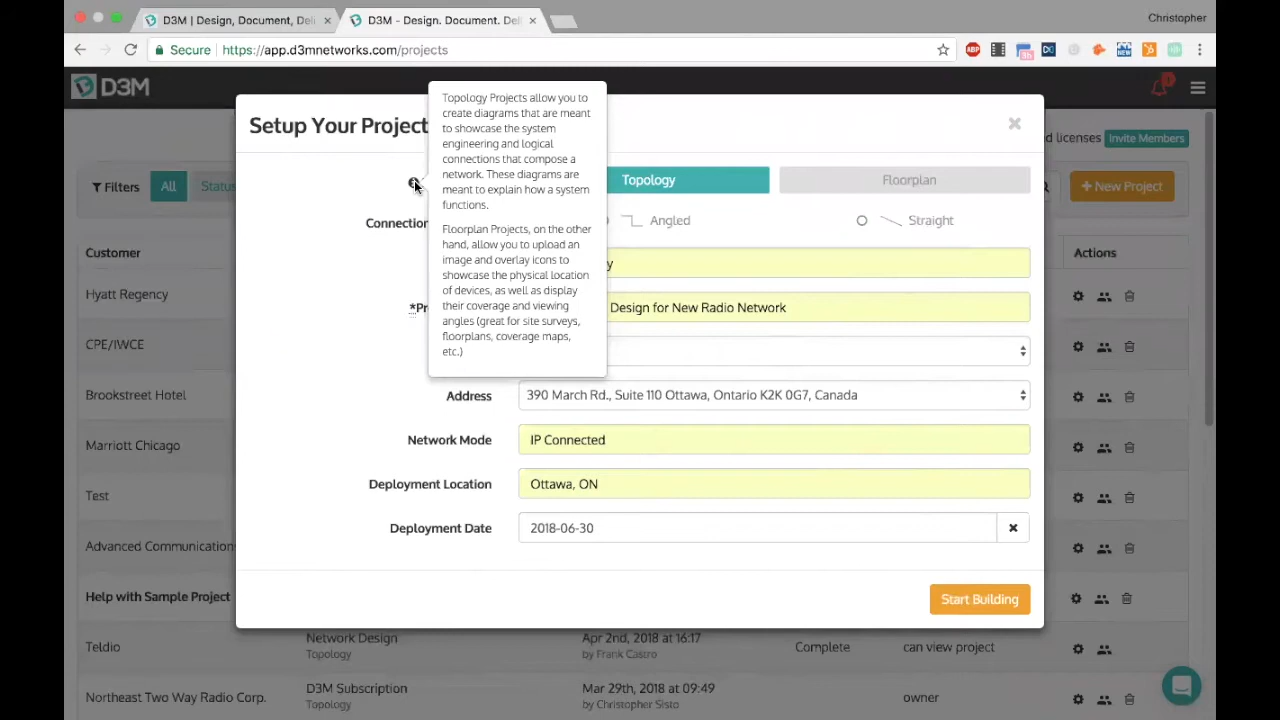 D3M | Design, Document, Deli
D3M - Design. Document. Deli
Christopher
Secure
https://app.d3mnetworks.com/projects
D3M
Setup Your Project
Topology Projects allow you to
create diagrams that are meant
to showcase the system
engineering and logical
connections that compose a
network. These diagrams are
meant to explain how a system
functions.
Floorplan Projects, on the other
hand, allow you to upload an
image and overlay icons to
showcase the physical location
of devices, as well as display
their coverage and viewing
angles (great for site surveys,
floorplans, coverage maps,
etc.)
d licenses
Invite Members
Filters
All
Status
Topology
Floorplan
+ New Project
Connection
Angled
Straight
Customer
Actions
y
Hyatt Regency
*Pr
Design for New Radio Network
CPE/IWCE
Brookstreet Hotel
Address
390 March Rd., Suite 110 Ottawa, Ontario K2K 0G7, Canada
Marriott Chicago
Network Mode
IP Connected
Test
Deployment Location
Ottawa, ON
Advanced Communications
Deployment Date
2018-06-30
Help with Sample Project
Start Building
Teldio
Network Design
Topology
Apr 2nd, 2018 at 16:17
by Frank Castro
Complete
can view project
Northeast Two Way Radio Corp.
D3M Subscription
Topology
Mar 29th, 2018 at 09:49
by Christopher Sisto
owner